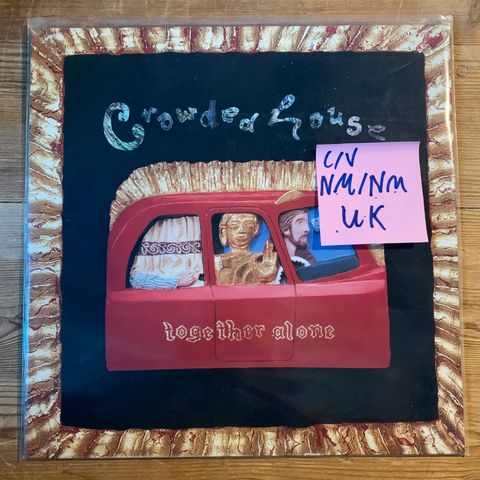 Crowded House
C/V
NM/NM
UK
together alone